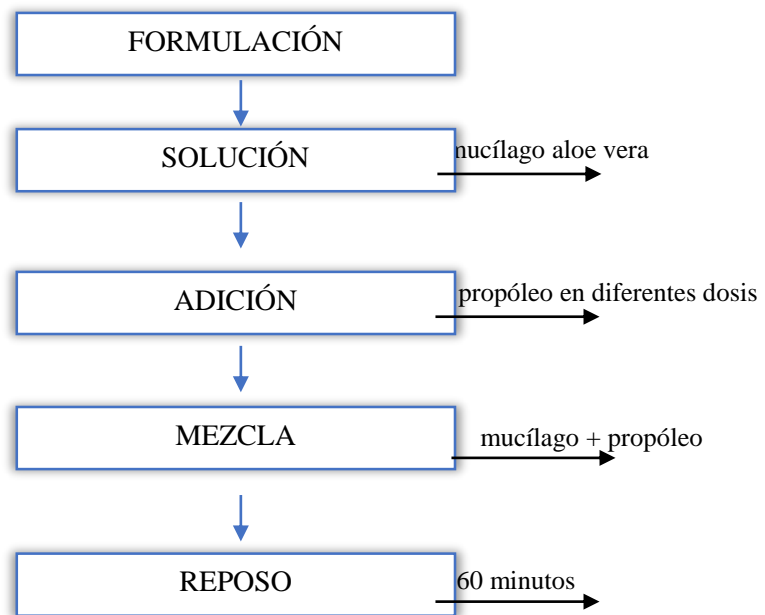 FORMULACIÓN
SOLUCIÓN
mucílago aloe vera
ADICIÓN
propóleo en diferentes dosis
MEZCLA
mucílago + propóleo
REPOSO
60 minutos